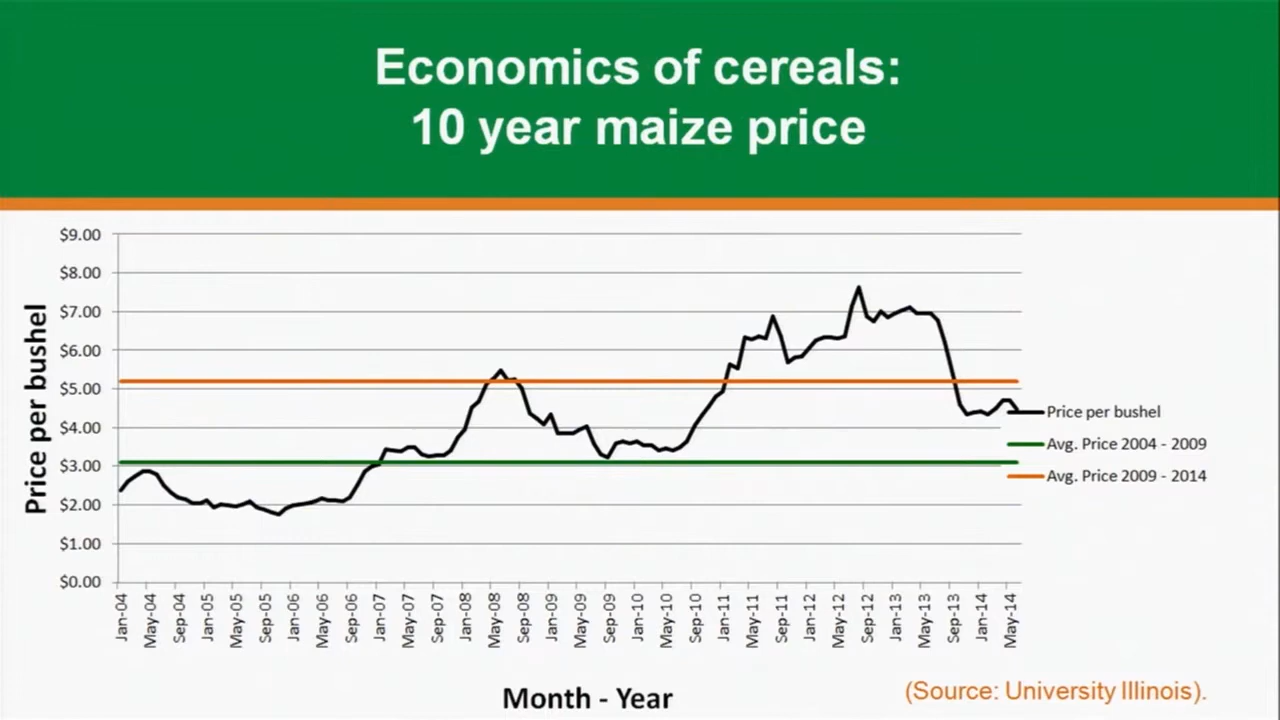 Economics of cereals:
10 year maize price
$9.00
$8.00
$7.00
$6.00
$5.00
$4.00
$3.00
$2.00
$1.00
$0.00
Price per bushel
Jan-04
May-04
Sep-04
Jan-05
May-05
Sep-05
Jan-06
May-06
Sep-06
Jan-07
May-07
Sep-07
Jan-08
May-08
Sep-08
Jan-09
May-09
Sep-09
Jan-10
May-10
Sep-10
Jan-11
May-11
Sep-11
Jan-12
May-12
Sep-12
Jan-13
May-13
Sep-13
Jan-14
May-14
Price per bushel
Avg. Price 2004 - 2009
Avg. Price 2009 - 2014
Month - Year
(Source: University Illinois).